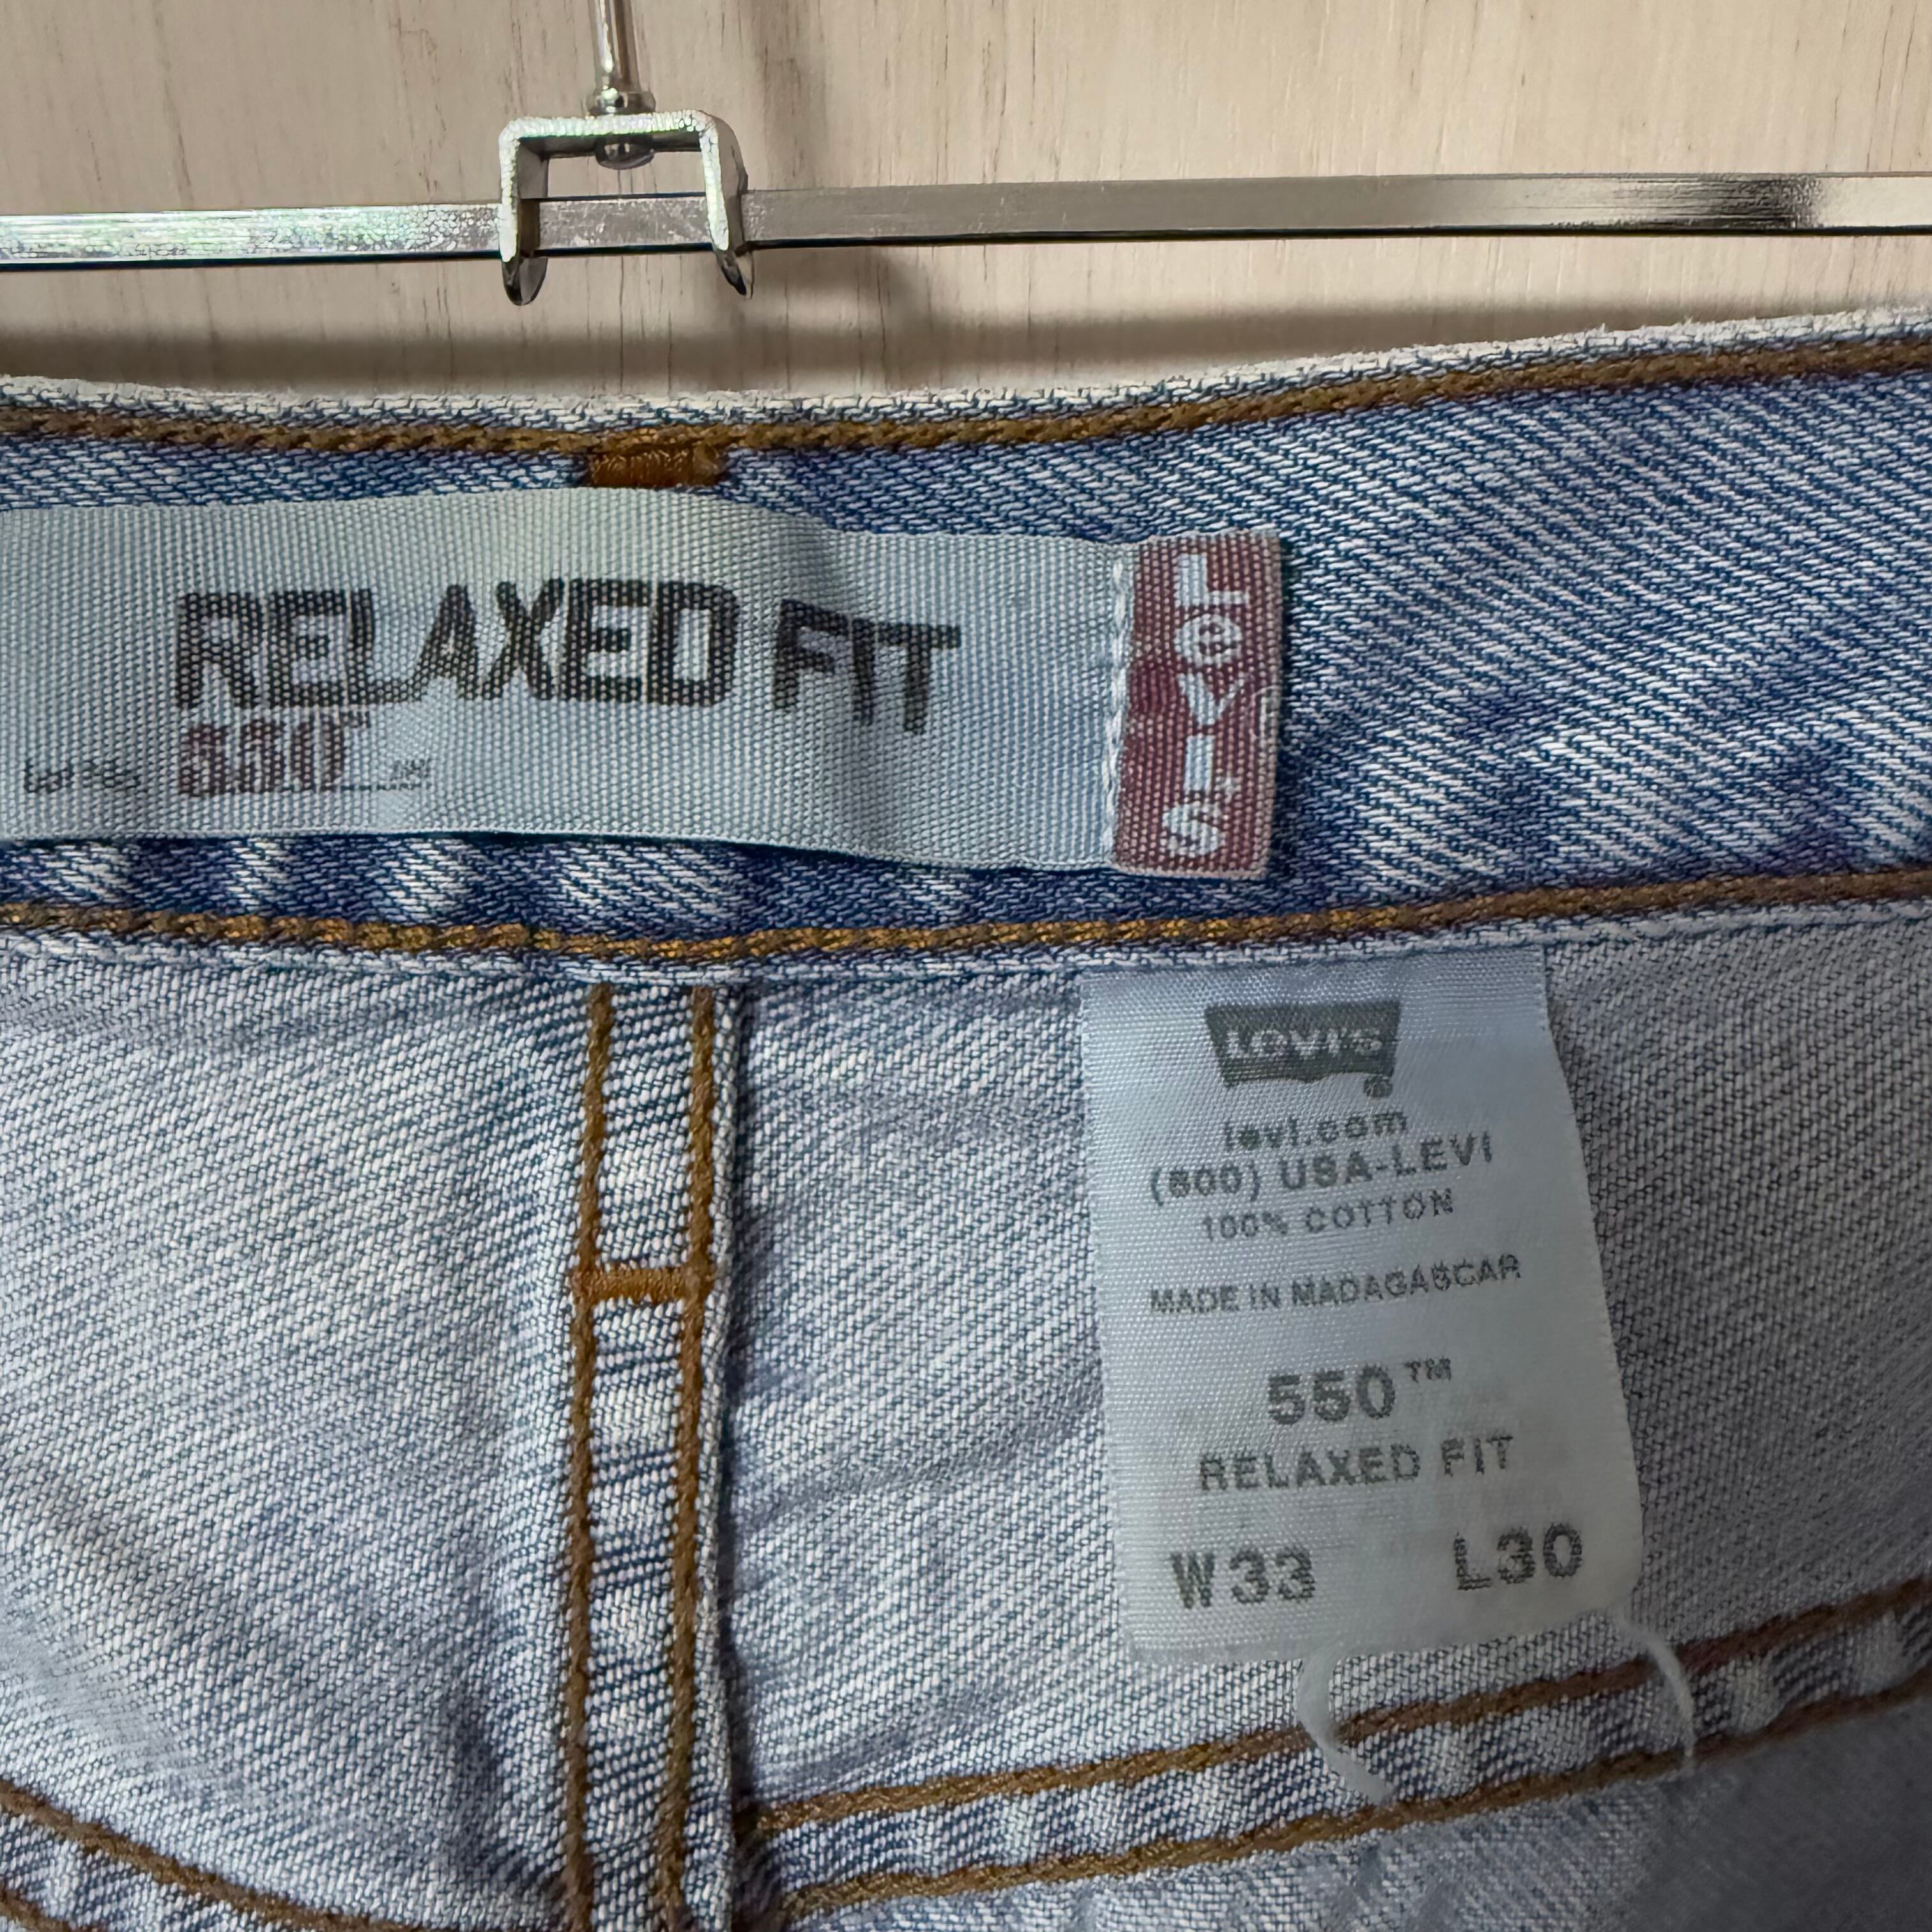 RELAXED FIT
550™
LEVI'S
LEVI'S®
levi.com
(800) USA-LEVI
100% COTTON
MADE IN MADAGASCAR
550™
RELAXED FIT
W33 L30